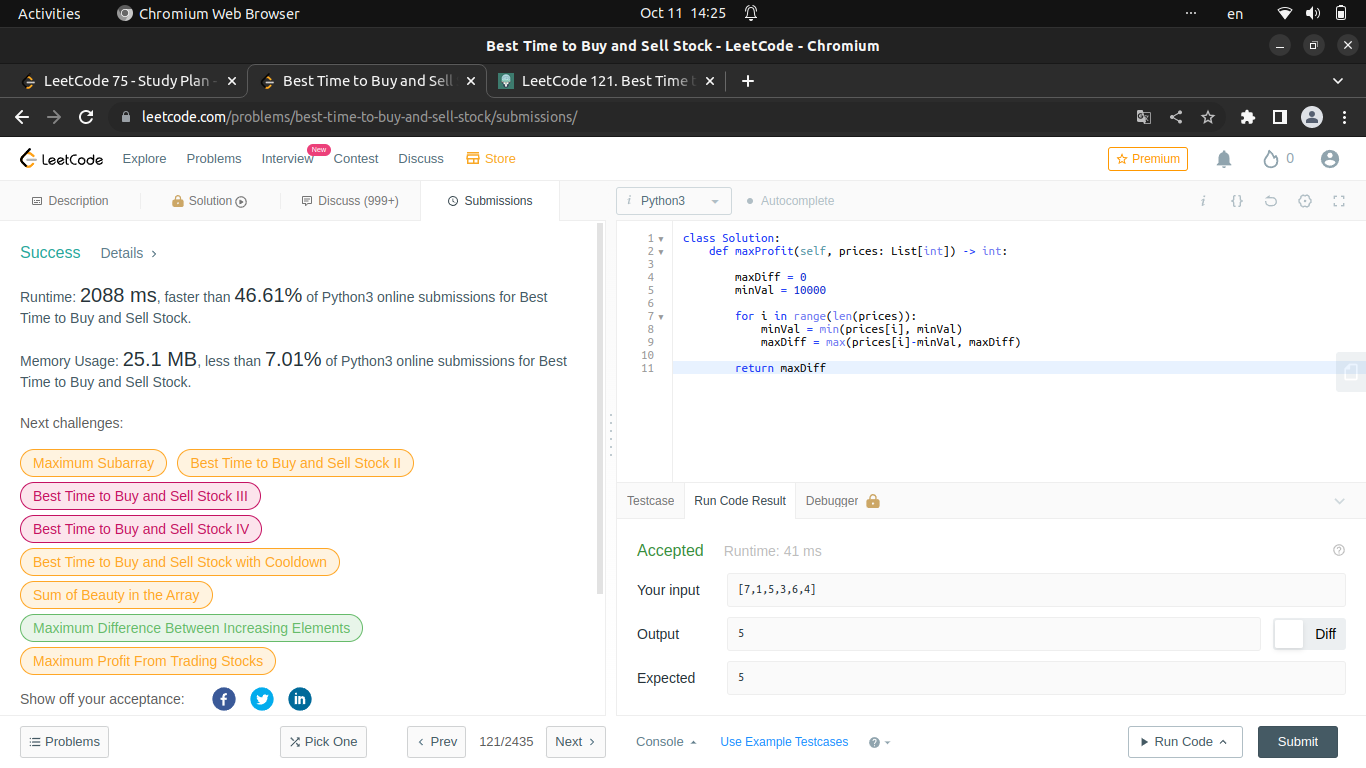 Activities
Chromium Web Browser
Oct 11 14:25
en
Best Time to Buy and Sell Stock - LeetCode - Chromium
LeetCode 75 - Study Plan -
Best Time to Buy and Sell
LeetCode 121. Best Time t
leetcode.com/problems/best-time-to-buy-and-sell-stock/submissions/
LeetCode
Explore
Problems
Interview
New
Contest
Discuss
Store
Premium
0
Description
Solution
Discuss (999+)
Submissions
i Python3
Autocomplete
i
{}
Success
Details
Runtime: 2088 ms, faster than 46.61% of Python3 online submissions for Best
Time to Buy and Sell Stock.
Memory Usage: 25.1 MB, less than 7.01% of Python3 online submissions for Best
Time to Buy and Sell Stock.
Next challenges:
Maximum Subarray
Best Time to Buy and Sell Stock II
Best Time to Buy and Sell Stock III
Best Time to Buy and Sell Stock IV
Best Time to Buy and Sell Stock with Cooldown
Sum of Beauty in the Array
Maximum Difference Between Increasing Elements
Maximum Profit From Trading Stocks
Show off your acceptance:
1 class Solution:
2     def maxProfit(self, prices: List[int]) -> int:
3
4         maxDiff = 0
5         minVal = 10000
6
7         for i in range(len(prices)):
8             minVal = min(prices[i], minVal)
9             maxDiff = max(prices[i]-minVal, maxDiff)
10
11         return maxDiff
Testcase
Run Code Result
Debugger
Accepted
Runtime: 41 ms
Your input
[7,1,5,3,6,4]
Output
5
Diff
Expected
5
Problems
Pick One
Prev
121/2435
Next
Console
Use Example Testcases
Run Code
Submit